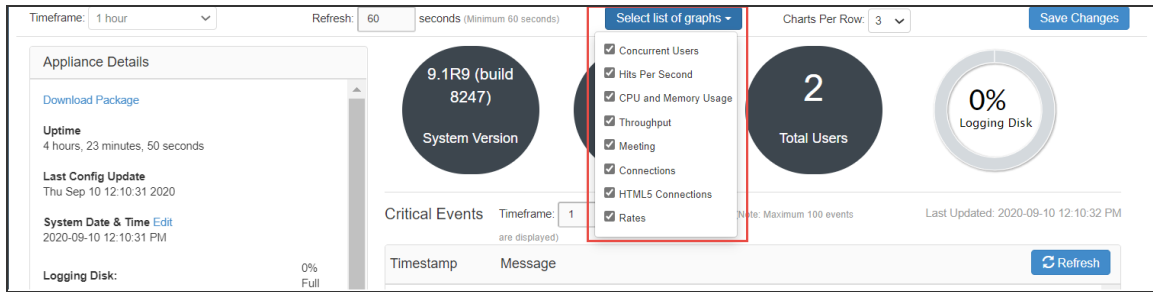 Timeframe: 1 hour Refresh: 60 seconds (Minimum 60 seconds) Select list of graphs Charts Per Row: 3 Save Changes
Appliance Details
Download Package
Uptime
4 hours, 23 minutes, 50 seconds
Last Config Update
Thu Sep 10 12:10:31 2020
System Date & Time Edit
2020-09-10 12:10:31 PM
Logging Disk: 0%
Full
9.1R9 (build
8247)
System Version
Concurrent Users
Hits Per Second
CPU and Memory Usage
Throughput
Meeting
Connections
HTML5 Connections
Rates
2
Total Users
0%
Logging Disk
Critical Events Timeframe: 1 Note: Maximum 100 events
are displayed)
Last Updated: 2020-09-10 12:10:32 PM
Timestamp Message Refresh